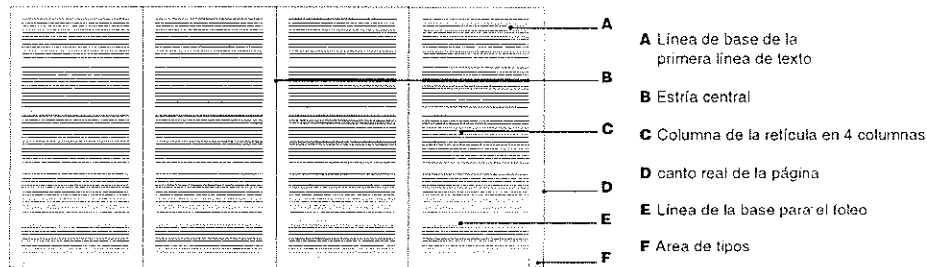 A
B
C
D
E
F
A Línea de base de la
primera línea de texto
B Estría central
C Columna de la retícula en 4 columnas
D canto real de la página
E Línea de la base para el foleo
F Area de tipos